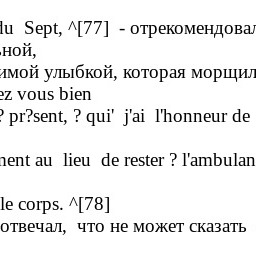 du Sept, ^[77] - отрекомендовал
ьной,
имой улыбкой, которая морщил
ez vous bien
? pr?sent, ? qui' j'ai l'honneur de
nent au lieu de rester ? l'ambulan
le corps. ^[78]
отвечал, что не может сказать